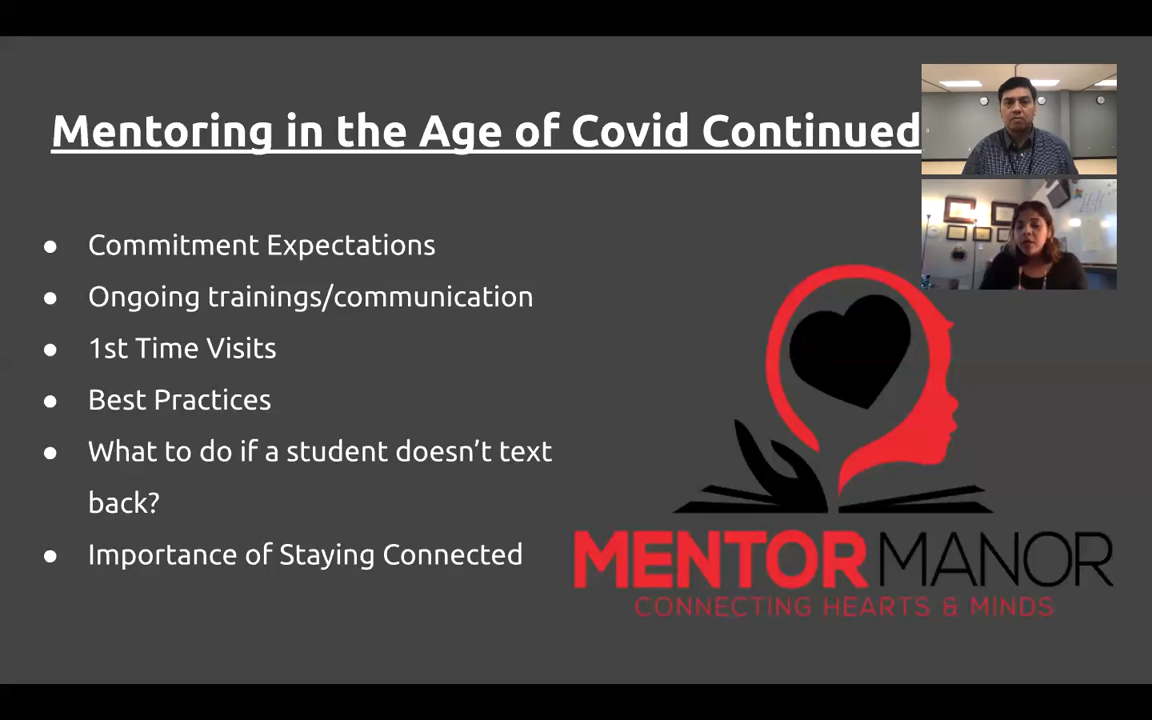 Mentoring in the Age of Covid Continued
● Commitment Expectations
● Ongoing trainings/communication
● 1st Time Visits
● Best Practices
● What to do if a student doesn’t text
back?
● Importance of Staying Connected
MENTOR MANOR
CONNECTING HEARTS & MINDS